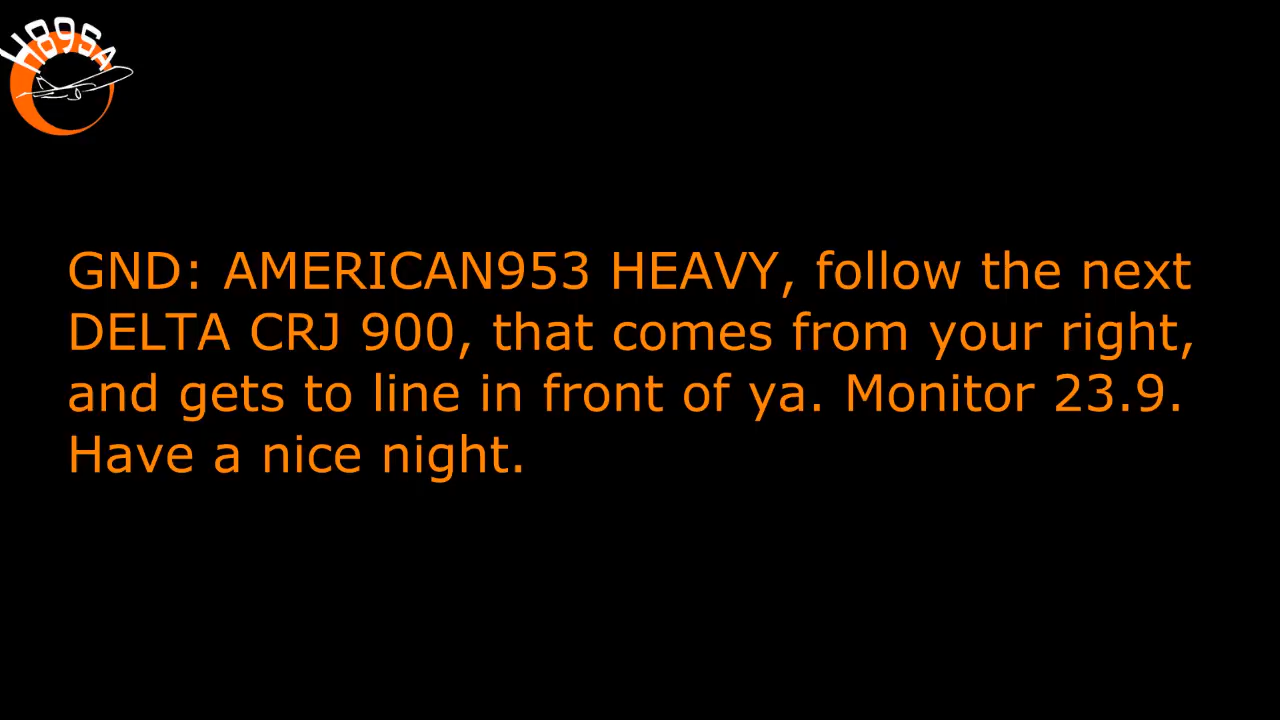 H89SA
GND: AMERICAN953 HEAVY, follow the next
DELTA CRJ 900, that comes from your right,
and gets to line in front of ya. Monitor 23.9.
Have a nice night.